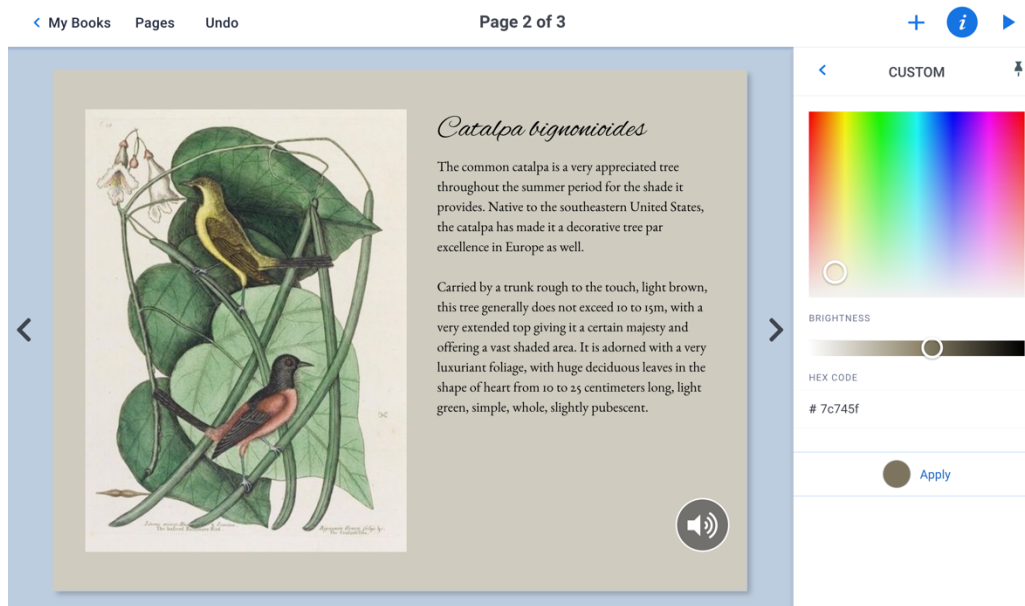 My Books Pages Undo Page 2 of 3
CUSTOM
Catalpa bignonioides
The common catalpa is a very appreciated tree
throughout the summer period for the shade it
provides. Native to the southeastern United States,
the catalpa has made it a decorative tree par
excellence in Europe as well.
Carried by a trunk rough to the touch, light brown,
this tree generally does not exceed 10 to 15m, with a
very extended top giving it a certain majesty and
offering a vast shaded area. It is adorned with a very
luxuriant foliage, with huge deciduous leaves in the
shape of heart from 10 to 25 centimeters long, light
green, simple, whole, slightly pubescent.
BRIGHTNESS
HEX CODE
# 7c745f
Apply